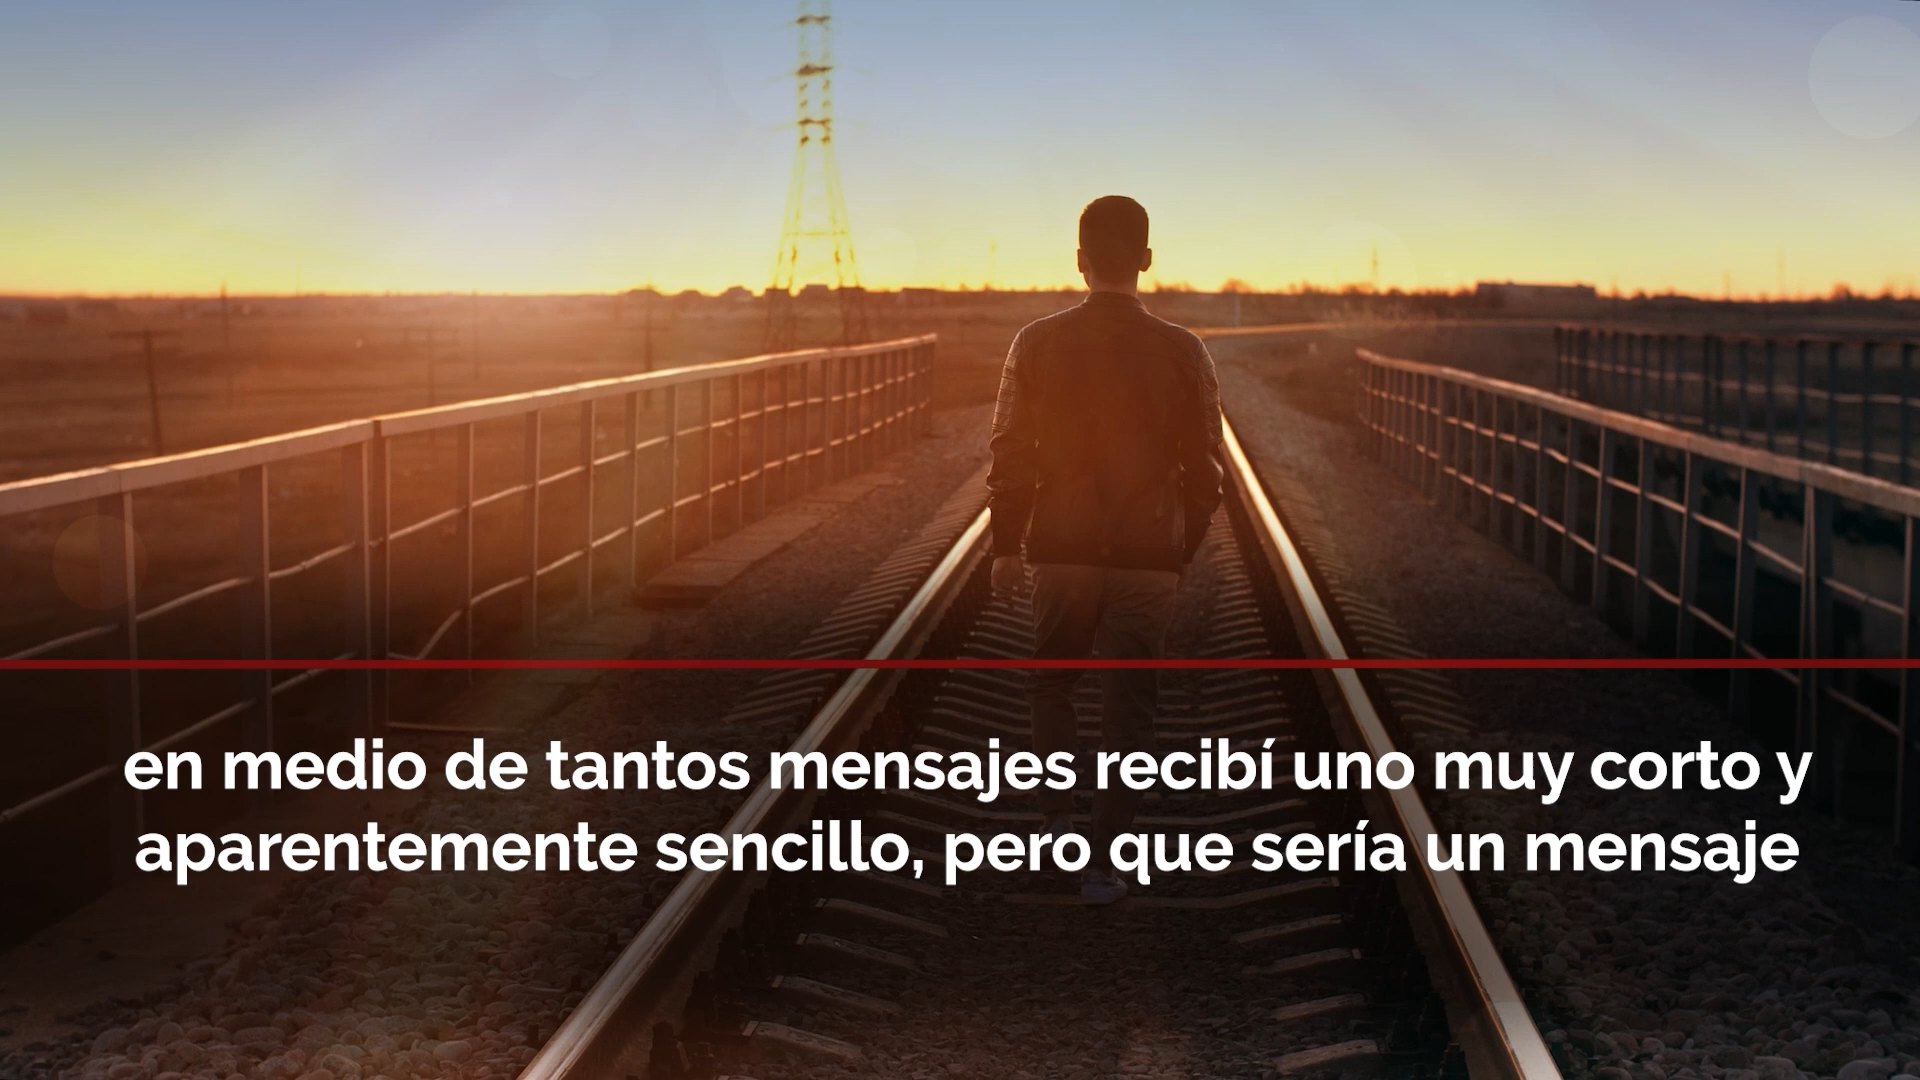 en medio de tantos mensajes recibí uno muy corto y
aparentemente sencillo, pero que sería un mensaje